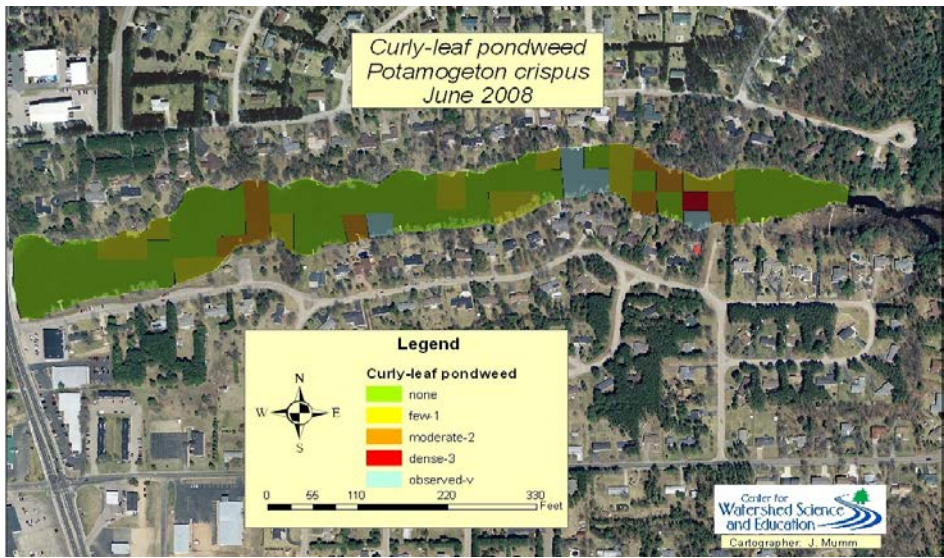 Curly-leaf pondweed
Potamogeton crispus
June 2008
Legend
Curly-leaf pondweed
none
few-1
moderate-2
dense-3
observed-v
N
W E
S
0 55 110 220 330
Feet
Center for
Watershed Science
and Education
Cartographer: J. Mumm